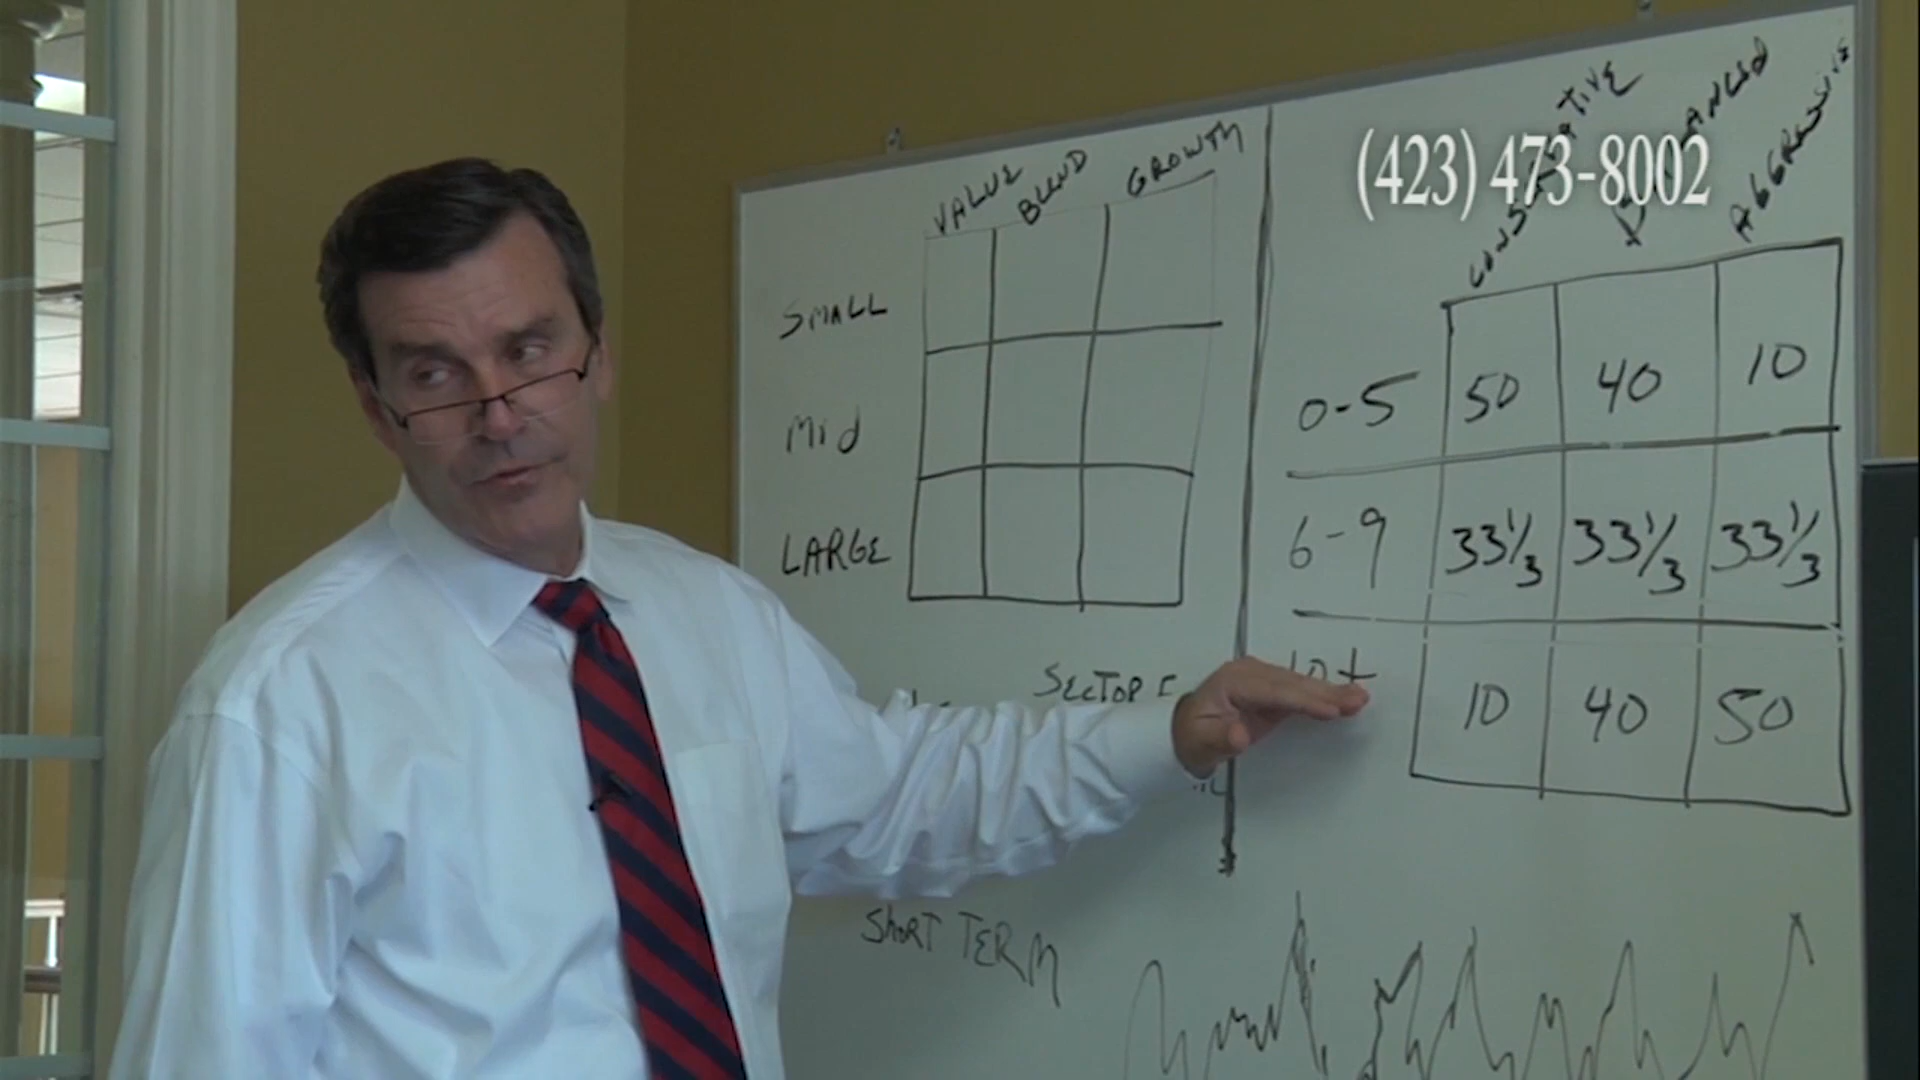 (423) 473-8002
VALUE BLEND GROWTH
SMALL
Mid
LARGE
SECTOR
SHORT TERM
CONSERVATIVE BALANCED AGGRESSIVE
0-5 50 40 10
6-9 33 1/3 33 1/3 33 1/3
10+ 10 40 50